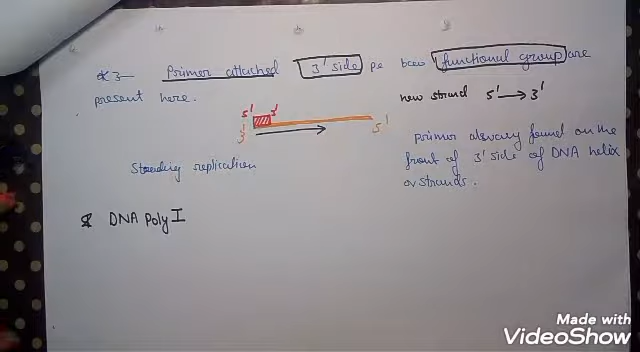 *3— Primer attached 3' side pe bcz functional group are
present here.
new strand 5' → 3'
5' 3'
3' 5'
Primer always found on the
front of 3' side of DNA helix
or strands.
replication
* DNA Poly I
Made with
VideoShow